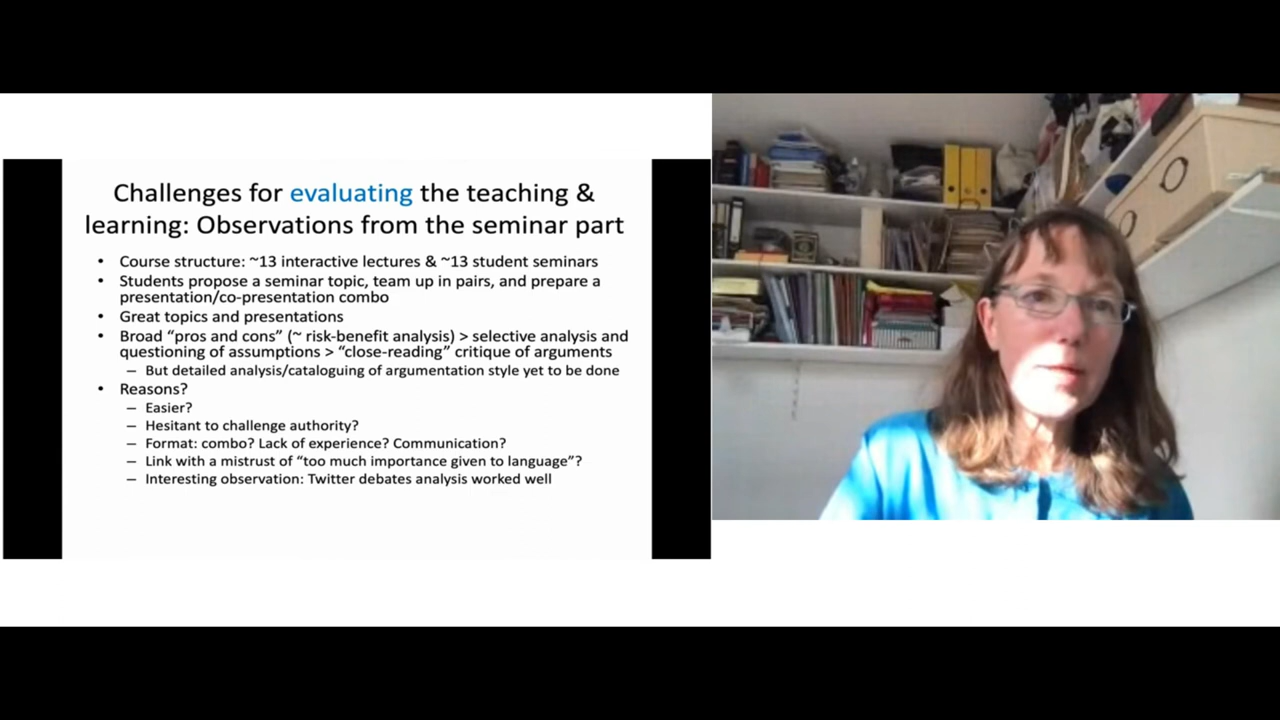 Challenges for evaluating the teaching &
learning: Observations from the seminar part
• Course structure: ~13 interactive lectures & ~13 student seminars
• Students propose a seminar topic, team up in pairs, and prepare a
presentation/co-presentation combo
• Great topics and presentations
• Broad “pros and cons” (~ risk-benefit analysis) > selective analysis and
questioning of assumptions > “close-reading” critique of arguments
– But detailed analysis/cataloguing of argumentation style yet to be done
• Reasons?
– Easier?
– Hesitant to challenge authority?
– Format: combo? Lack of experience? Communication?
– Link with a mistrust of “too much importance given to language”?
– Interesting observation: Twitter debates analysis worked well